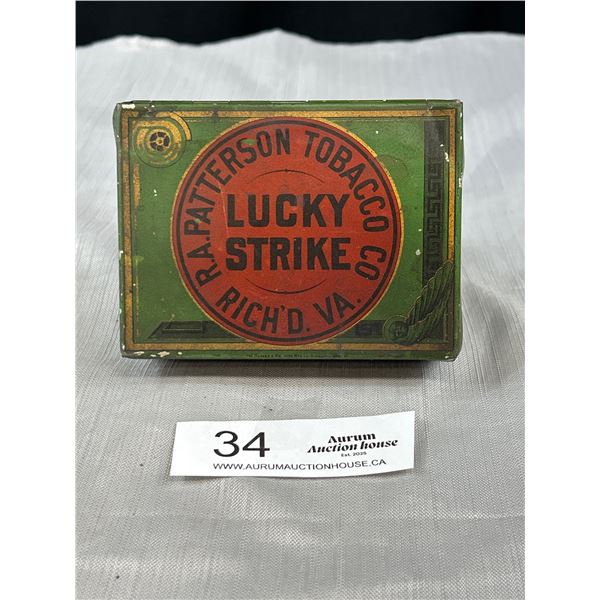 R.A. PATTERSON TOBACCO CO
LUCKY
STRIKE
RICH'D. VA.
34
Aurum
Auction house
Est. 2025
WWW.AURUMAUCTIONHOUSE.CA